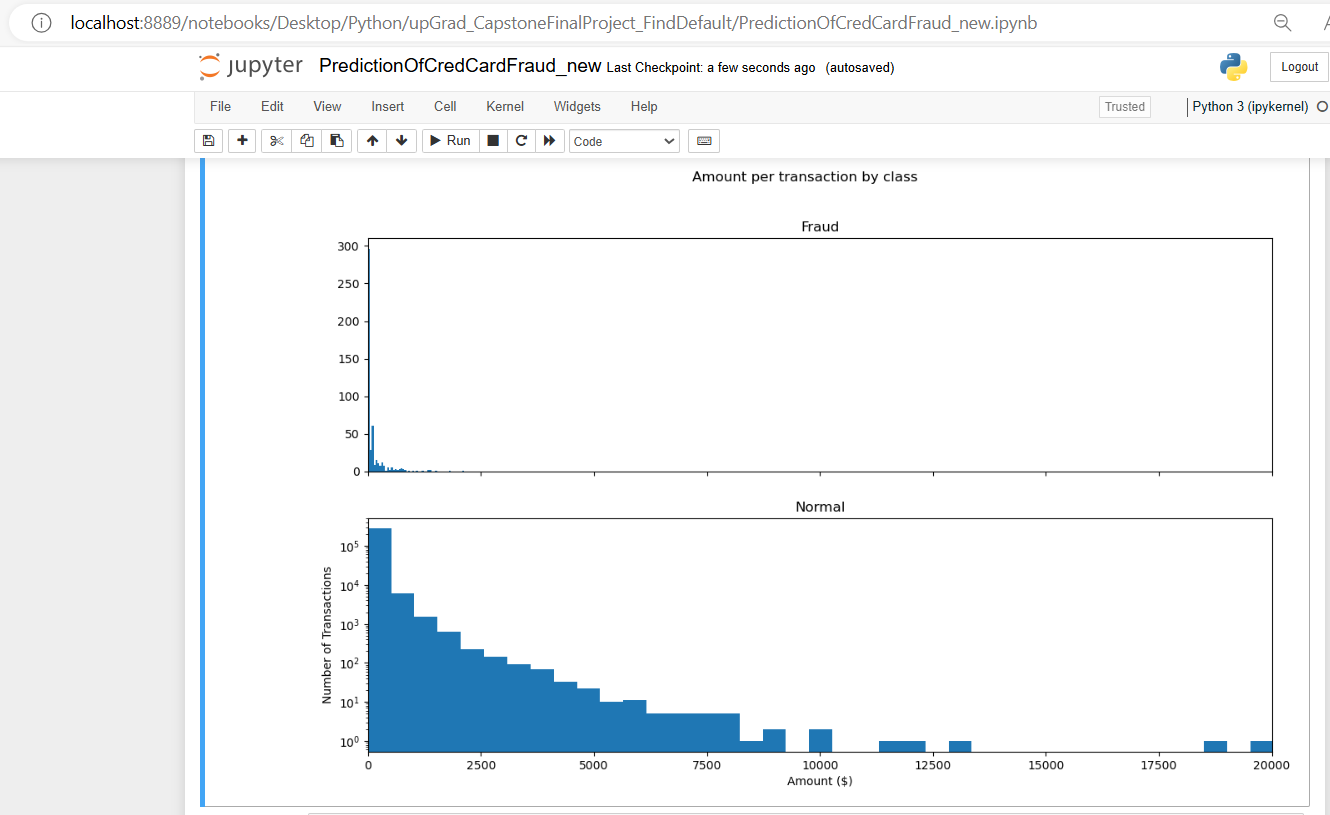 localhost:8889/notebooks/Desktop/Python/upGrad_CapstoneFinalProject_FindDefault/PredictionOfCredCardFraud_new.ipynb
jupyter PredictionOfCredCardFraud_new Last Checkpoint: a few seconds ago (autosaved) Logout
File Edit View Insert Cell Kernel Widgets Help Trusted Python 3 (ipykernel)
Run Code
Amount per transaction by class
Fraud
300
250
200
150
100
50
0
Normal
Number of Transactions
10⁵
10⁴
10³
10²
10¹
10⁰
0 2500 5000 7500 10000 12500 15000 17500 20000
Amount ($)